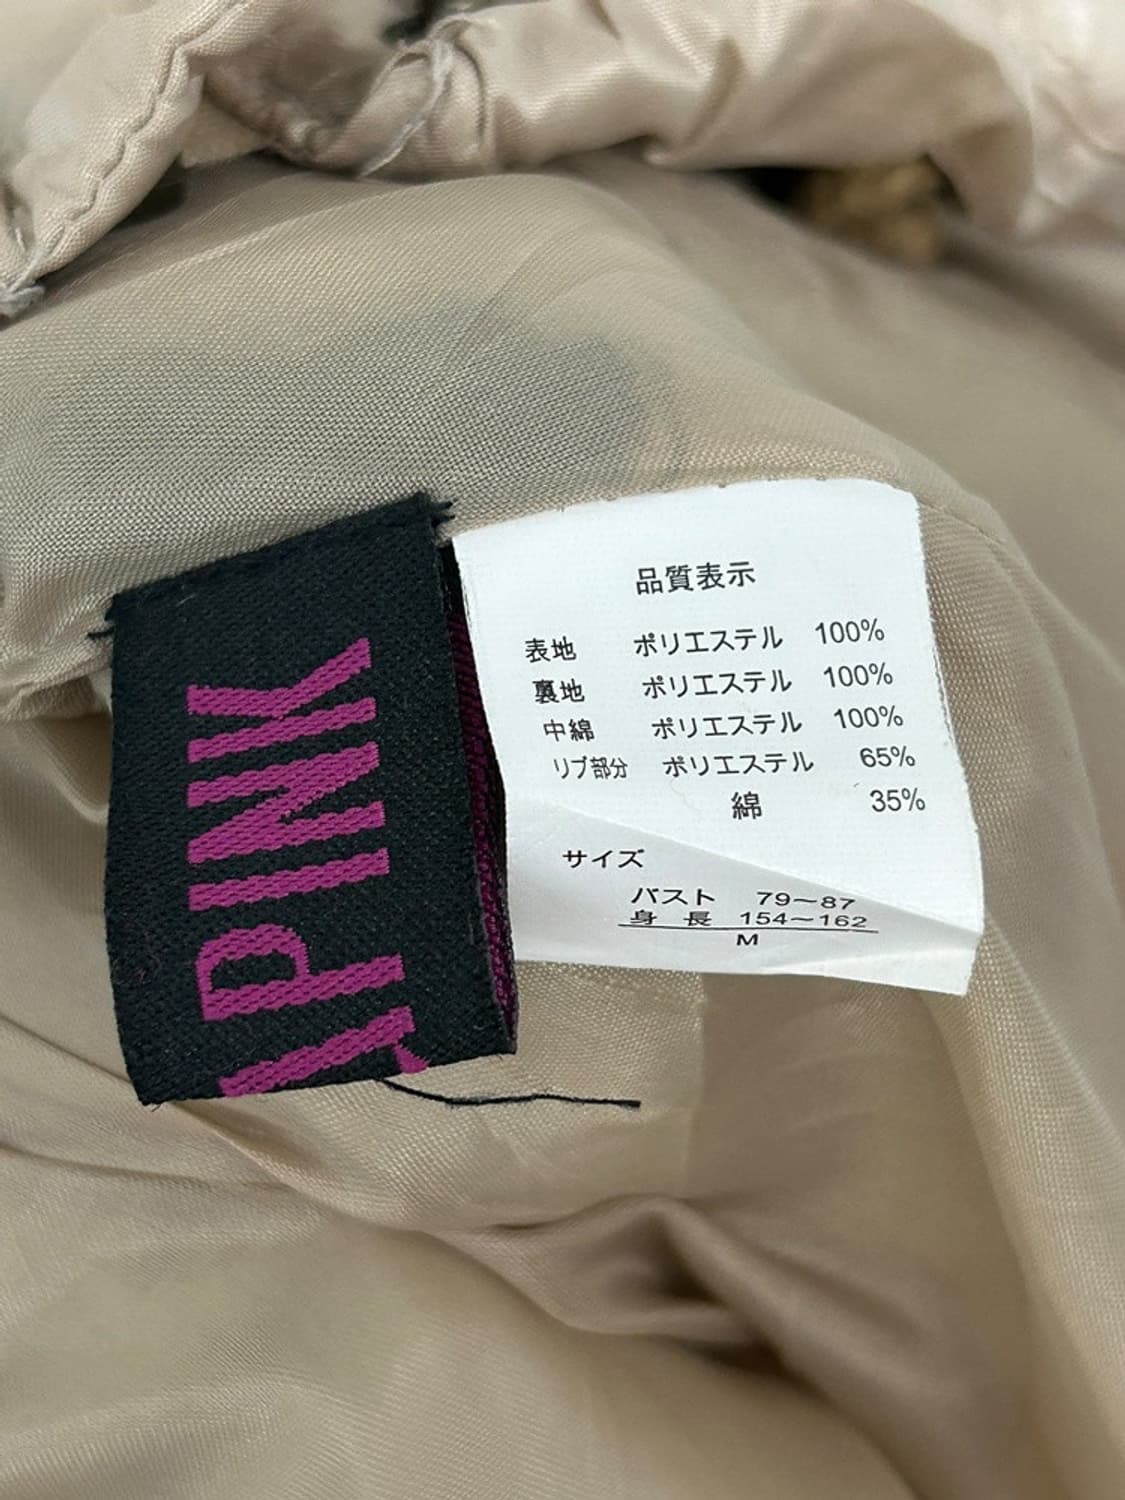 APINK
品質表示
表地 ポリエステル 100%
裏地 ポリエステル 100%
中綿 ポリエステル 100%
リブ部分 ポリエステル 65%
綿 35%
サイズ
バスト 79〜87
身 長 154〜162
M